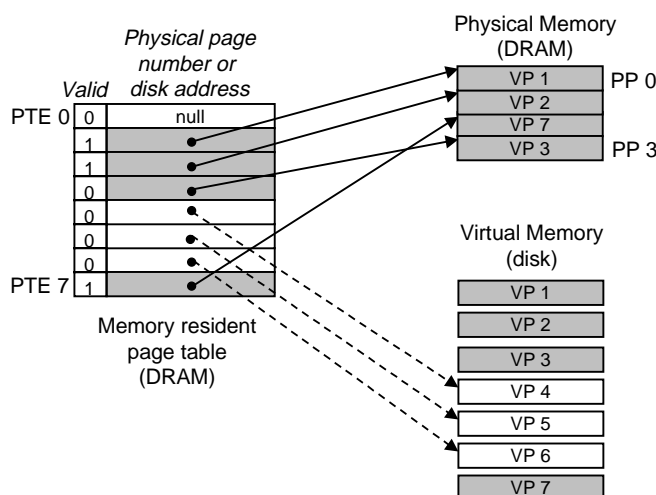 Physical page
number or
disk address
Valid
PTE 0
0
null
1
1
0
0
0
0
PTE 7
1
Memory resident
page table
(DRAM)
Physical Memory
(DRAM)
VP 1
PP 0
VP 2
VP 7
VP 3
PP 3
Virtual Memory
(disk)
VP 1
VP 2
VP 3
VP 4
VP 5
VP 6
VP 7